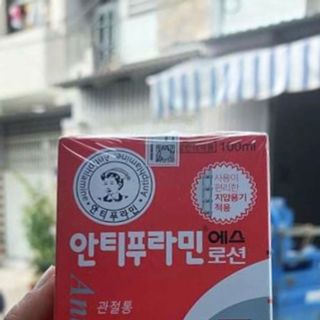 100ml
Antiphlamine
안티푸라민
사용이
편리한
지압용기
적용
안티푸라민 에스
로션
An
관절통